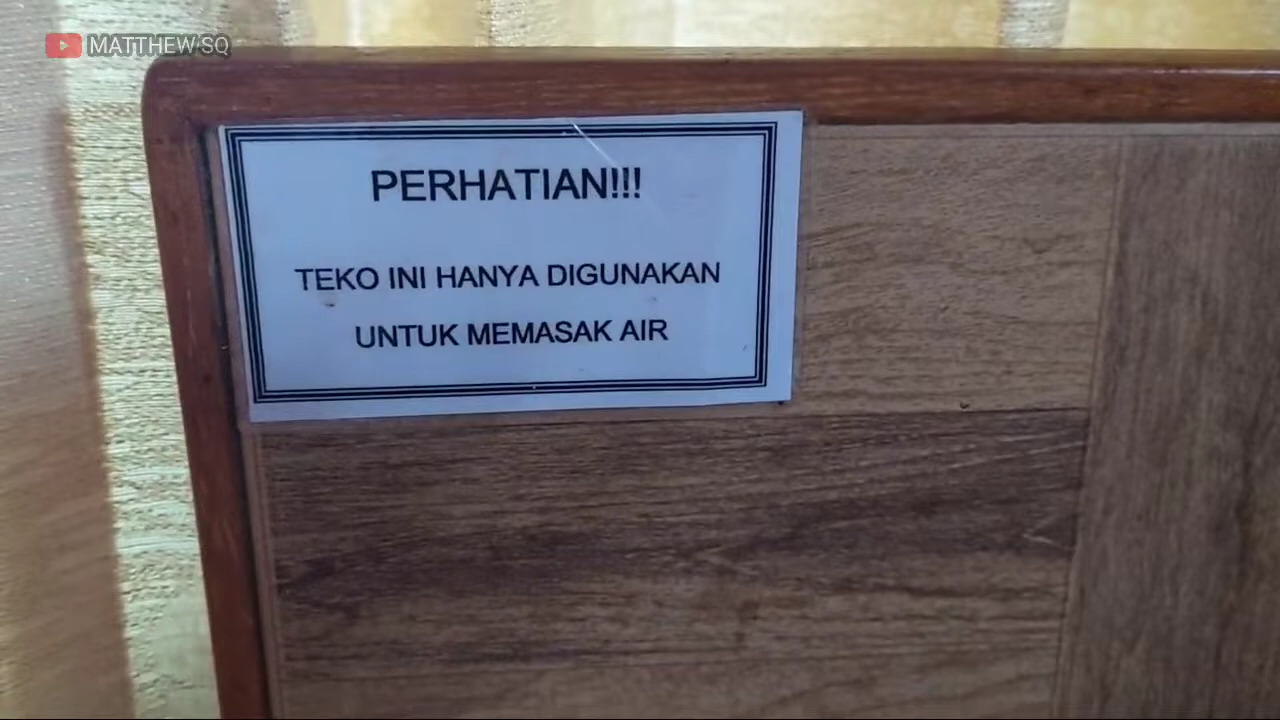 MATTHEW SQ
PERHATIAN!!!
TEKO INI HANYA DIGUNAKAN
UNTUK MEMASAK AIR